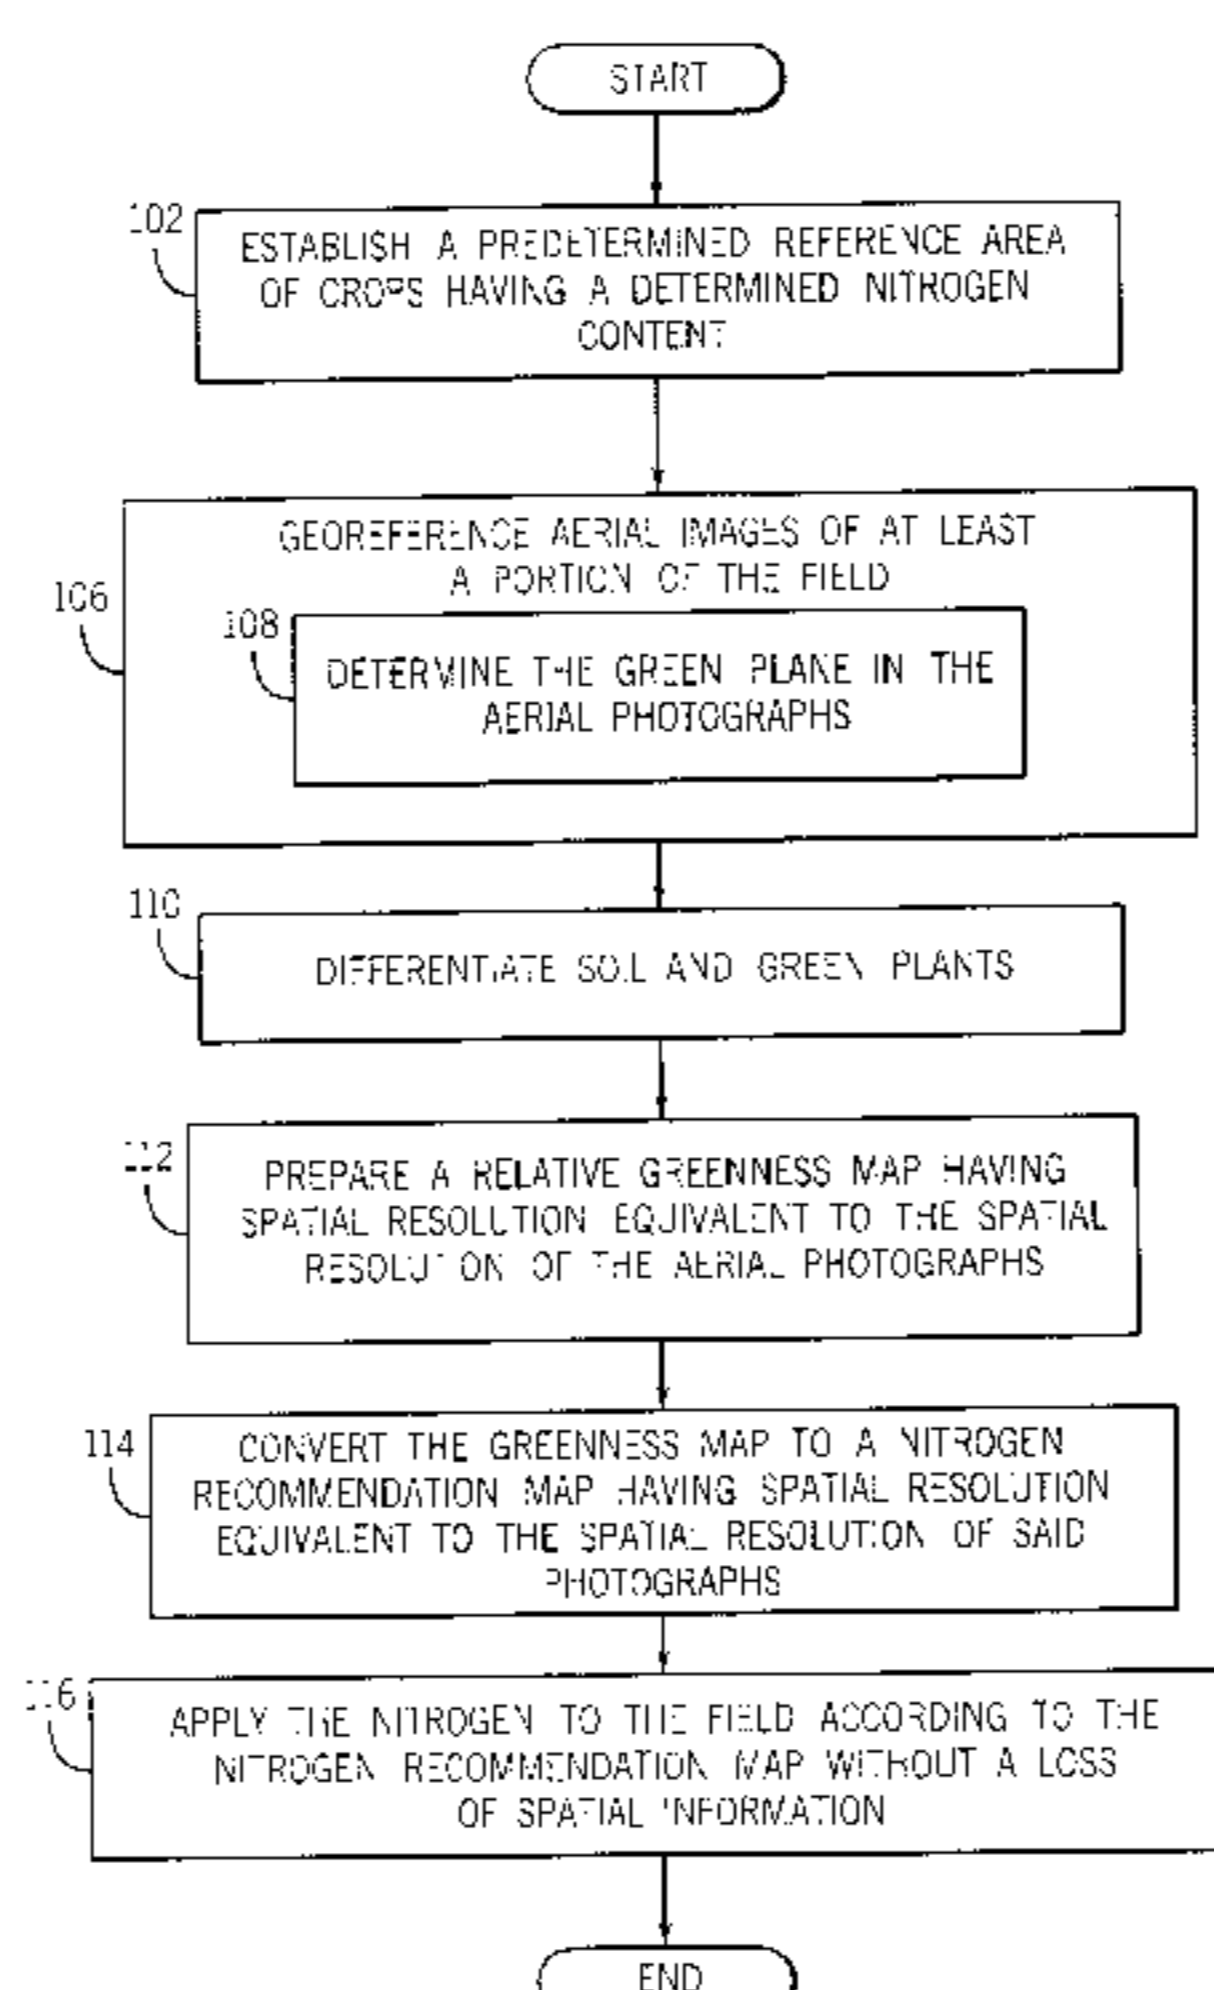 START
102
ESTABLISH A PREDETERMINED REFERENCE AREA
OF CROPS HAVING A DETERMINED NITROGEN
CONTENT
106
GEOREFERENCE AERIAL IMAGES OF AT LEAST
A PORTION OF THE FIELD
108
DETERMINE THE GREEN PLANE IN THE
AERIAL PHOTOGRAPHS
110
DIFFERENTIATE SOIL AND GREEN PLANTS
112
PREPARE A RELATIVE GREENNESS MAP HAVING
SPATIAL RESOLUTION EQUIVALENT TO THE SPATIAL
RESOLUTION OF THE AERIAL PHOTOGRAPHS
114
CONVERT THE GREENNESS MAP TO A NITROGEN
RECOMMENDATION MAP HAVING SPATIAL RESOLUTION
EQUIVALENT TO THE SPATIAL RESOLUTION OF SAID
PHOTOGRAPHS
116
APPLY THE NITROGEN TO THE FIELD ACCORDING TO THE
NITROGEN RECOMMENDATION MAP WITHOUT A LOSS
OF SPATIAL INFORMATION
END